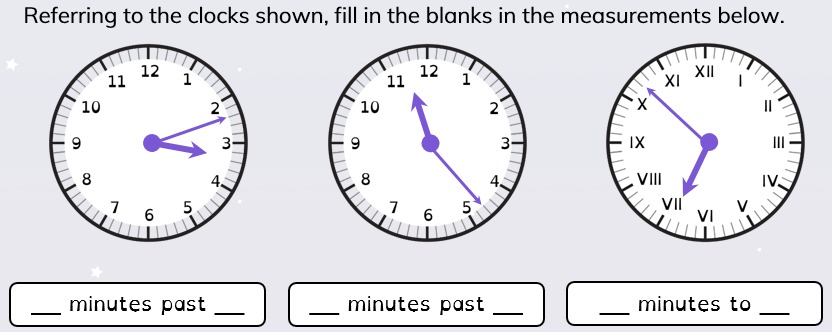 Referring to the clocks shown, fill in the blanks in the measurements below.
12
11 1
10 2
9 3
8 4
7 5
6
12
11 1
10 2
9 3
8 4
7 5
6
XII
XI I
X II
IX III
VIII IV
VII V
VI
___ minutes past ___
___ minutes past ___
___ minutes to ___